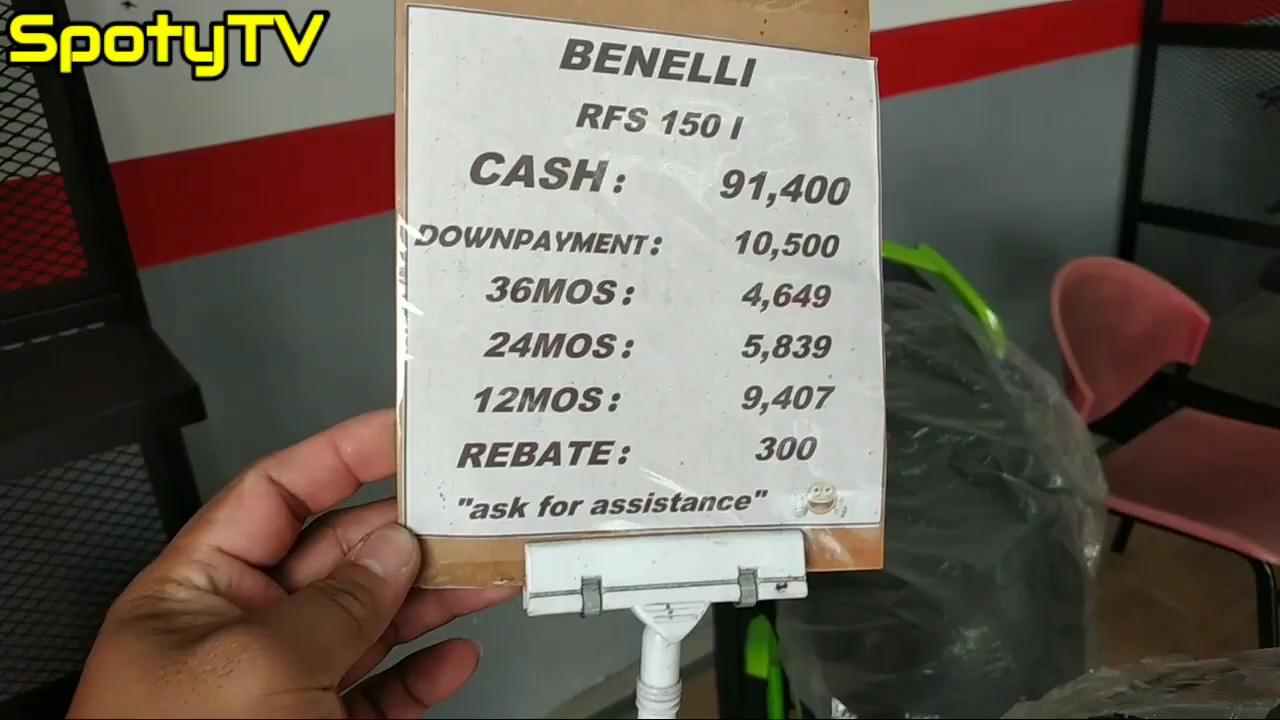 SpotyTV
BENELLI
RFS 150 I
CASH: 91,400
DOWNPAYMENT: 10,500
36MOS: 4,649
24MOS: 5,839
12MOS: 9,407
REBATE: 300
"ask for assistance"